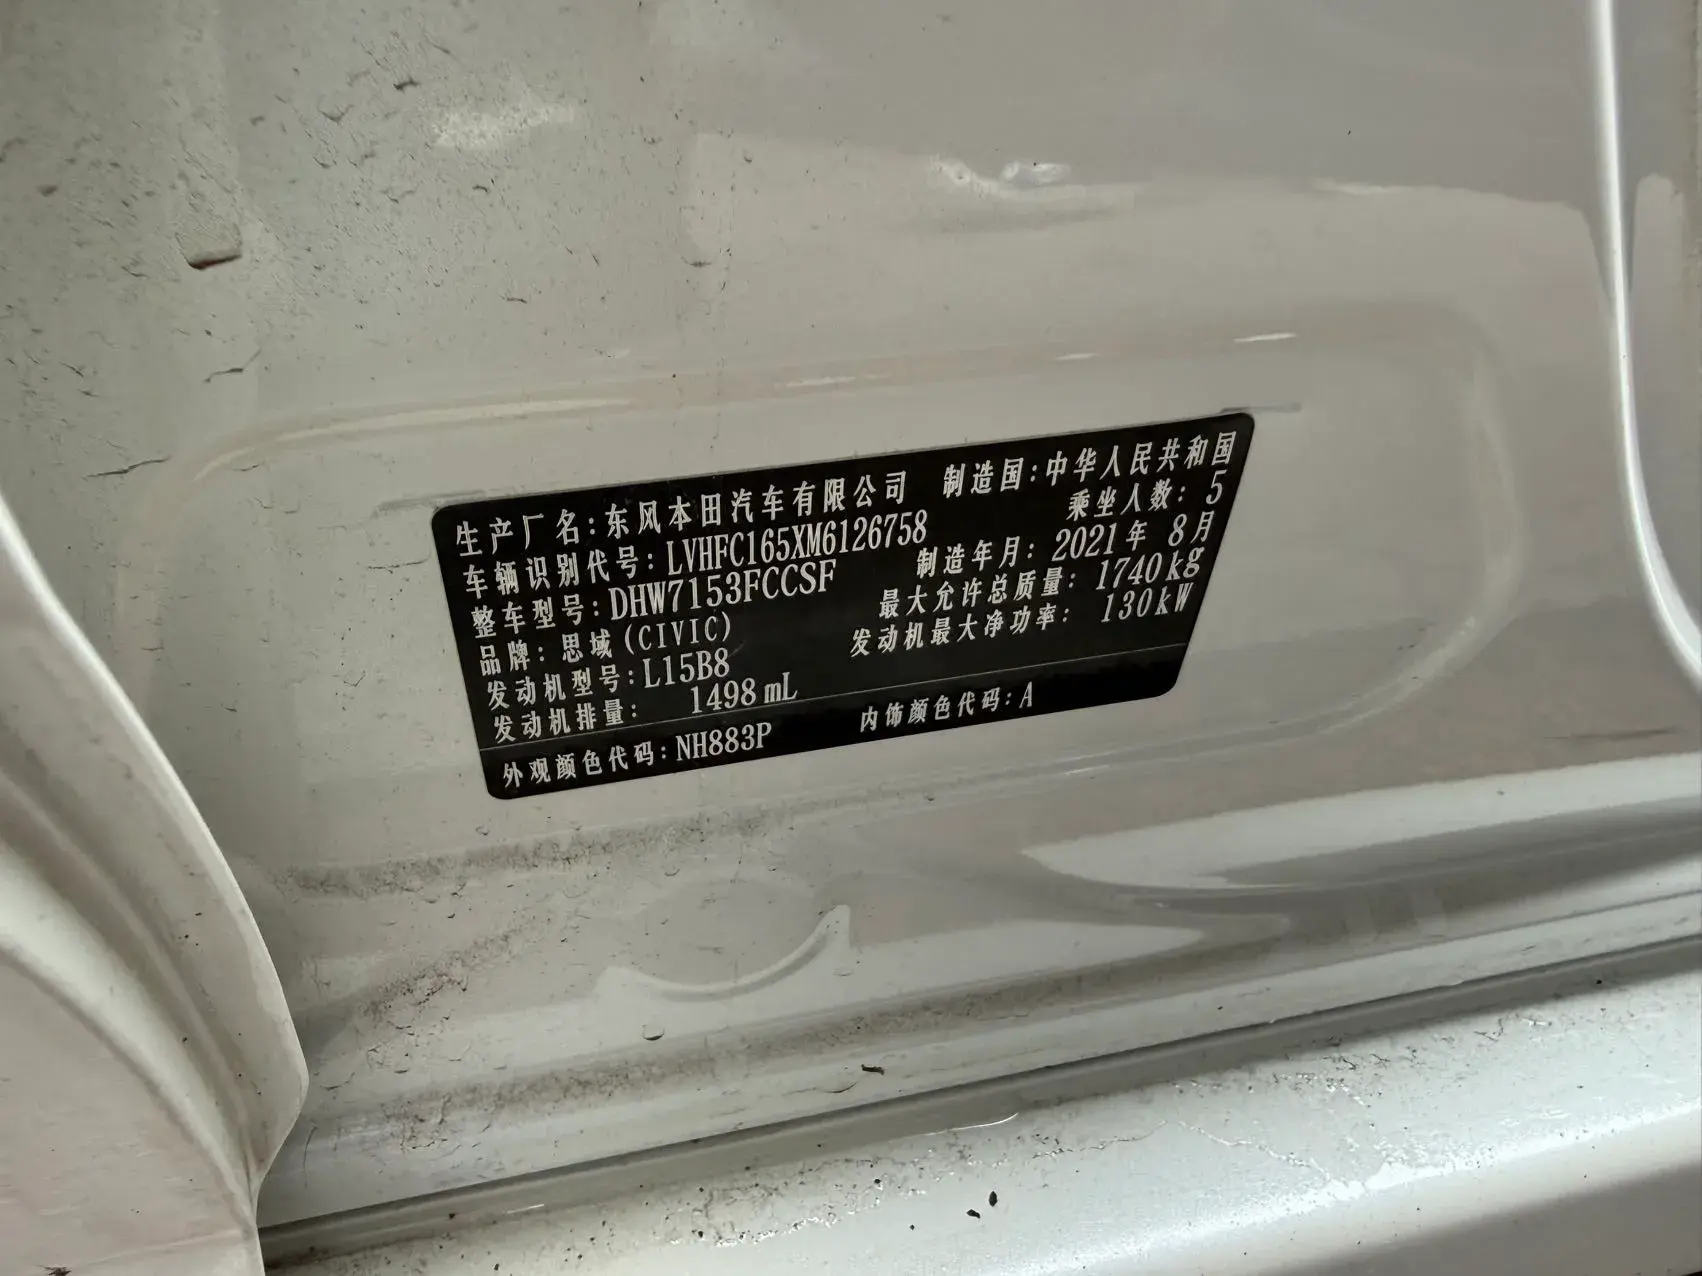 生产厂名:东风本田汽车有限公司 制造国:中华人民共和国
车辆识别代号:LVHFC165XM6126758 乘坐人数: 5
整车型号:DHW7153FCCSF 制造年月: 2021年 8月
品牌: 思域(CIVIC) 最大允许总质量: 1740kg
发动机型号:L15B8 发动机最大净功率: 130kW
发动机排量: 1498mL
外观颜色代码:NH883P 内饰颜色代码:A